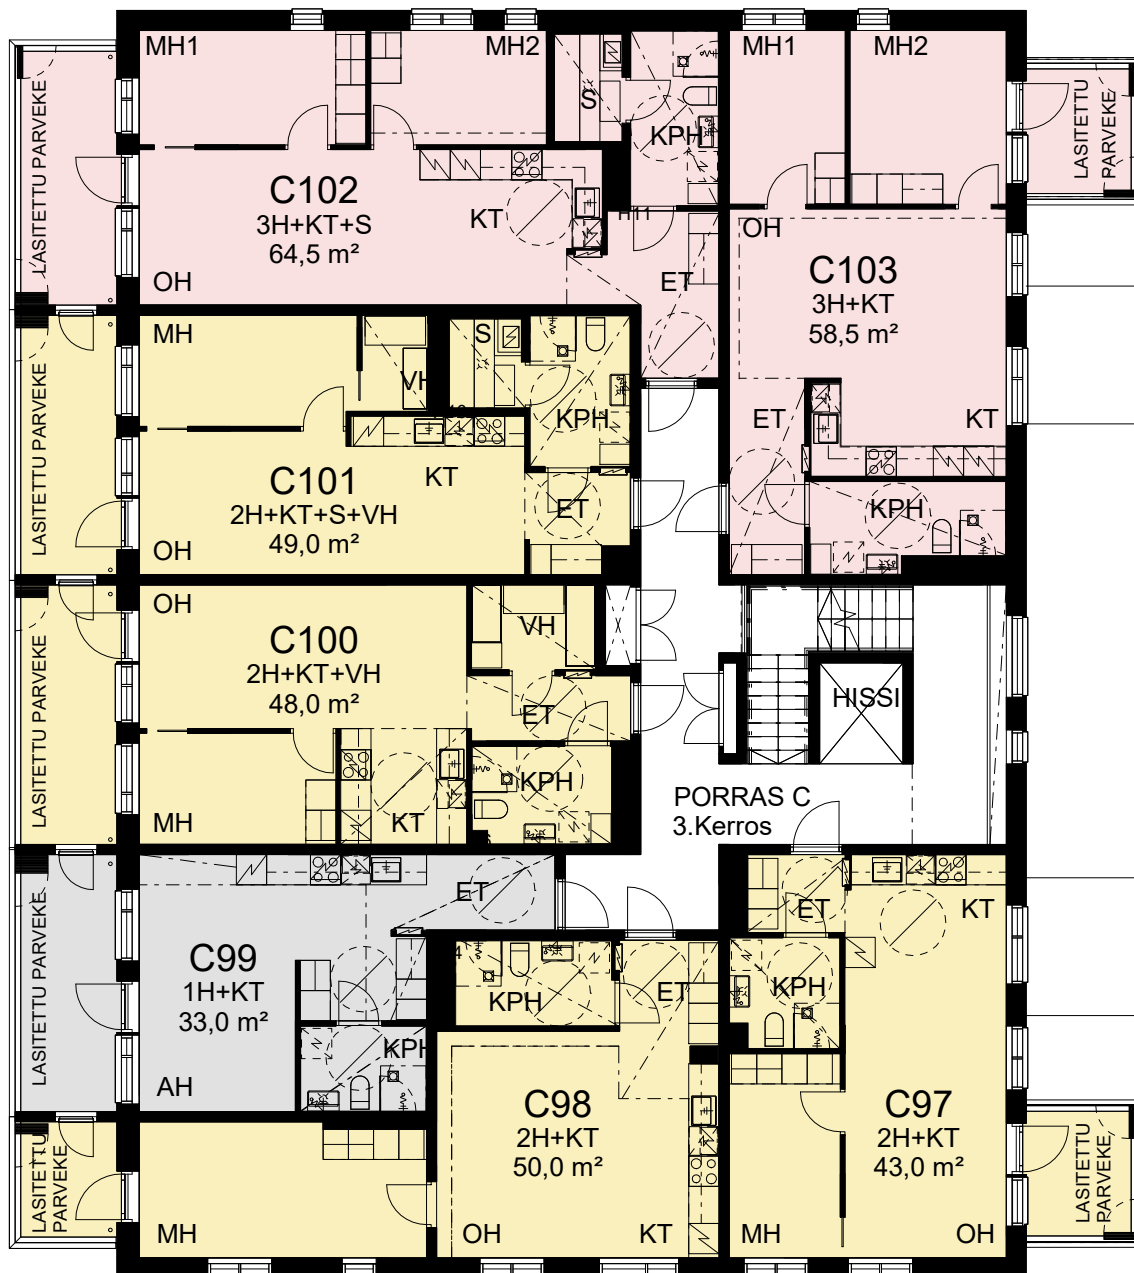 MH1
MH2
MH1
MH2
LASITETTU PARVEKE
S
KPH
LASITETTU
PARVEKE
C102
3H+KT+S
64,5 m²
KT
H11
OH
ET
OH
C103
3H+KT
58,5 m²
MH
VH
S
KPH
LASITETTU PARVEKE
ET
KT
C101
2H+KT+S+VH
49,0 m²
KT
OH
ET
KPH
OH
VH
C100
2H+KT+VH
48,0 m²
LASITETTU PARVEKE
ET
HISSI
KPH
MH
KT
PORRAS C
3.Kerros
LASITETTU PARVEKE
ET
ET
KT
C99
1H+KT
33,0 m²
KPH
ET
KPH
KPH
AH
C98
2H+KT
50,0 m²
C97
2H+KT
43,0 m²
LASITETTU
PARVEKE
LASITETTU
PARVEKE
MH
OH
KT
MH
OH